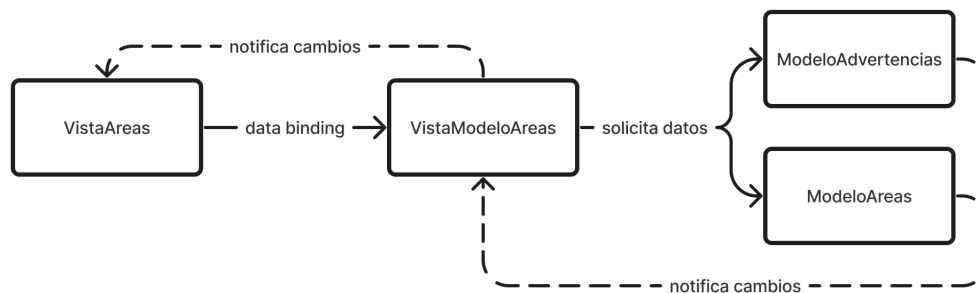 notifica cambios
ModeloAdvertencias
VistaAreas
data binding
VistaModeloAreas
solicita datos
ModeloAreas
notifica cambios